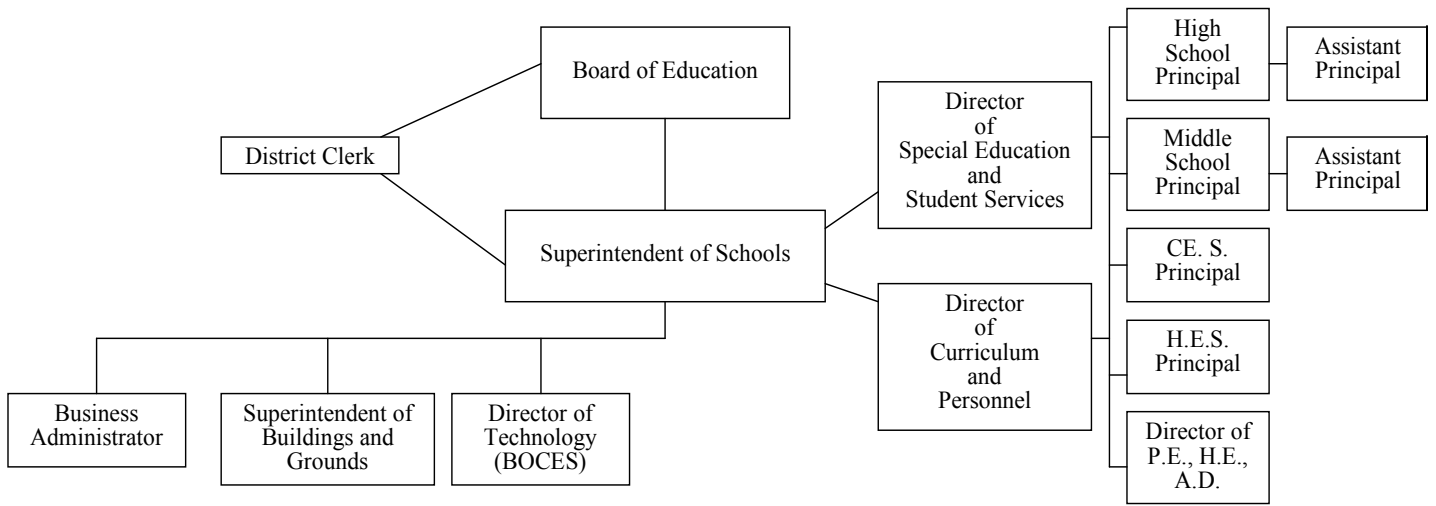 Board of Education
District Clerk
Superintendent of Schools
Business
Administrator
Superintendent of
Buildings and
Grounds
Director of
Technology
(BOCES)
Director
of
Special Education
and
Student Services
Director
of
Curriculum
and
Personnel
High
School
Principal
Assistant
Principal
Middle
School
Principal
Assistant
Principal
CE. S.
Principal
H.E.S.
Principal
Director of
P.E., H.E.,
A.D.